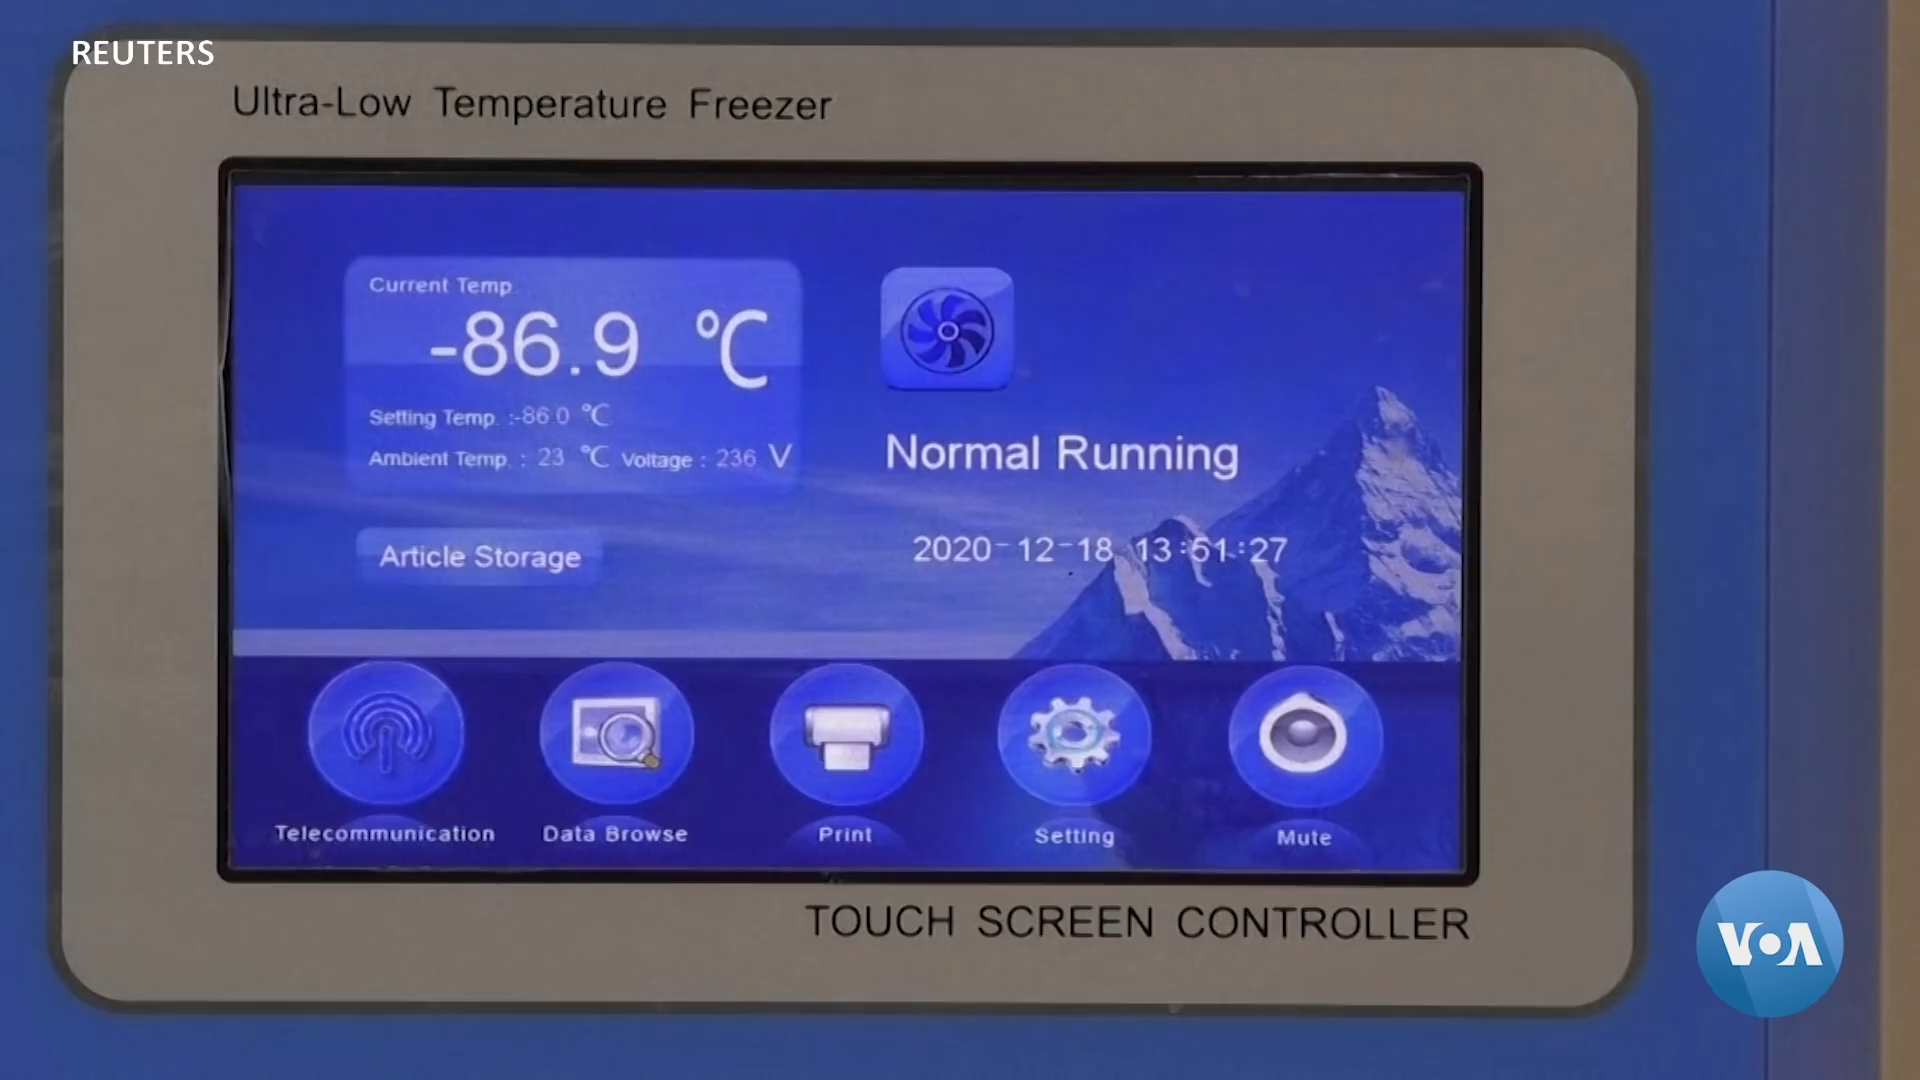 REUTERS
Ultra-Low Temperature Freezer
Current Temp.
-86.9 ℃
Setting Temp. :-86.0 ℃
Ambient Temp. : 23 ℃ Voltage : 236 V
Normal Running
Article Storage
2020-12-18 13:51:27
Telecommunication
Data Browse
Print
Setting
Mute
TOUCH SCREEN CONTROLLER
VOA